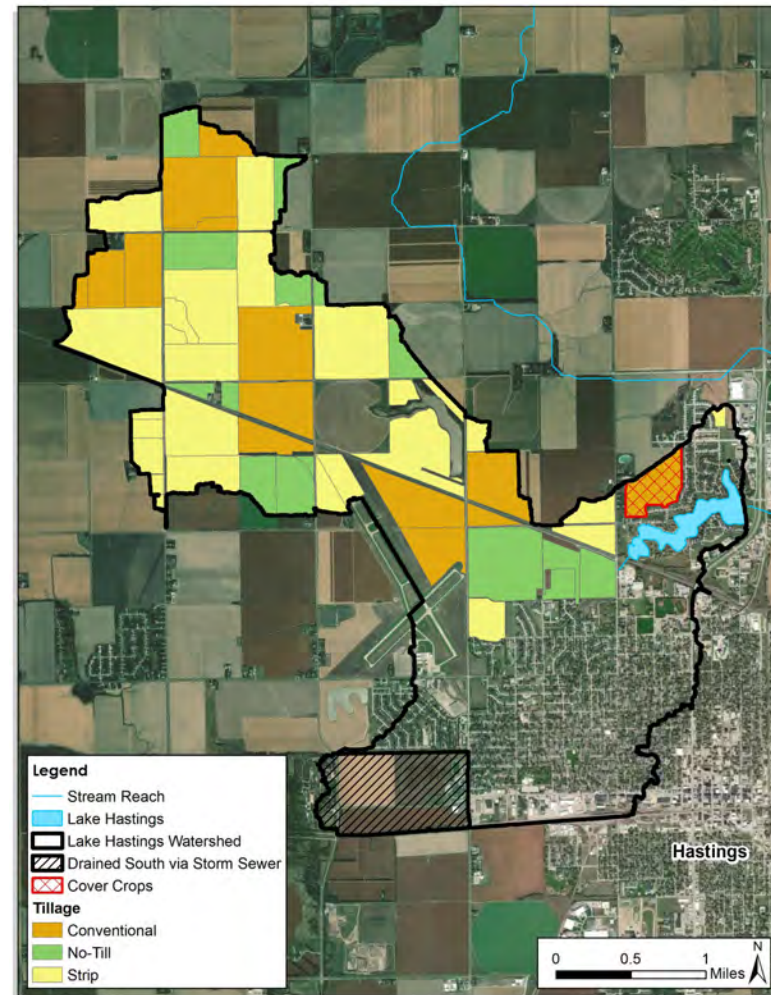 Hastings
Legend
Stream Reach
Lake Hastings
Lake Hastings Watershed
Drained South via Storm Sewer
Cover Crops
Tillage
Conventional
No-Till
Strip
N
0 0.5 1
Miles